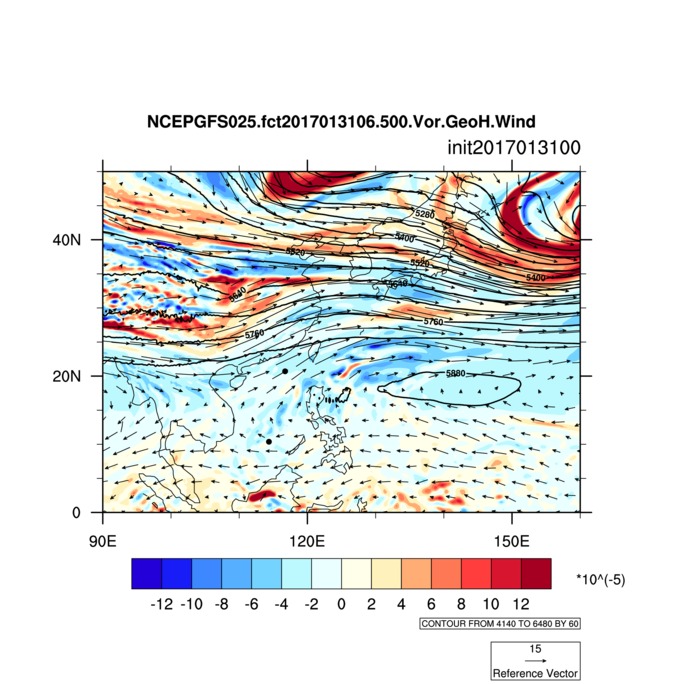 NCEPGFS025.fct2017013106.500.Vor.GeoH.Wind
init2017013100
5280
40N
5400
5520
5520
5400
5640
5640
5760
5760
20N
5880
0
90E 120E 150E
-12 -10 -8 -6 -4 -2 0 2 4 6 8 10 12
*10^(-5)
CONTOUR FROM 4140 TO 6480 BY 60
15
Reference Vector